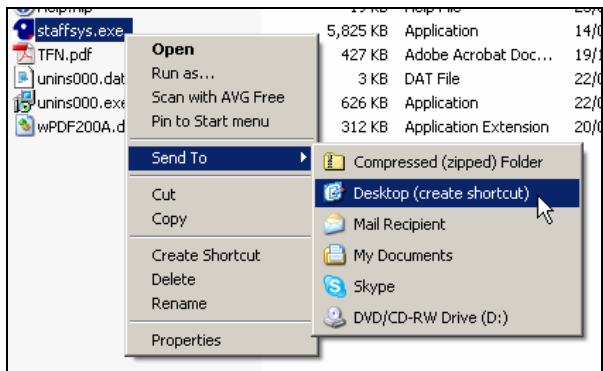 staffsys.exe 5,825 KB Application 14/0
TFN.pdf 427 KB Adobe Acrobat Doc... 19/1
unins000.dat 3 KB DAT File 22/0
unins000.exe 626 KB Application 22/0
wPDF200A.d 312 KB Application Extension 20/0
Open
Run as...
Scan with AVG Free
Pin to Start menu
Send To
Cut
Copy
Create Shortcut
Delete
Rename
Properties
Compressed (zipped) Folder
Desktop (create shortcut)
Mail Recipient
My Documents
Skype
DVD/CD-RW Drive (D:)